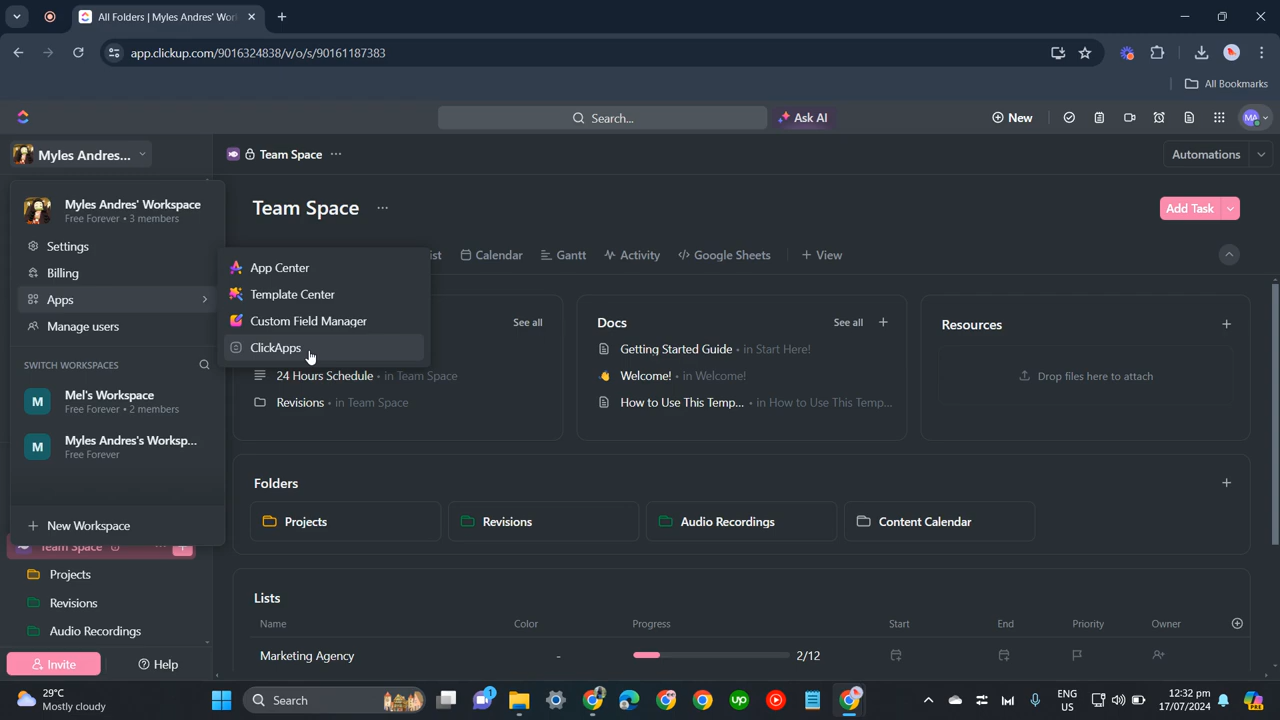 All Folders | Myles Andres' Wor
app.clickup.com/9016324838/v/o/s/90161187383
All Bookmarks
Search...
Ask AI
New
MA
Myles Andres...
Team Space
Automations
Myles Andres' Workspace
Free Forever • 3 members
Settings
Billing
Apps
Manage users
SWITCH WORKSPACES
M
Mel's Workspace
Free Forever • 2 members
M
Myles Andres's Worksp...
Free Forever
New Workspace
App Center
Template Center
Custom Field Manager
ClickApps
Team Space
Add Task
Calendar
Gantt
Activity
Google Sheets
+ View
See all
24 Hours Schedule • in Team Space
Revisions • in Team Space
Docs
See all
Getting Started Guide • in Start Here!
Welcome! • in Welcome!
How to Use This Temp... • in How to Use This Temp...
Resources
Drop files here to attach
Folders
Projects
Revisions
Audio Recordings
Content Calendar
Lists
Name Color Progress Start End Priority Owner
Marketing Agency - 2/12
Team Space
Projects
Revisions
Audio Recordings
Invite
Help
29°C
Mostly cloudy
Search
1
up
ENG
US
12:32 pm
17/07/2024
PRE